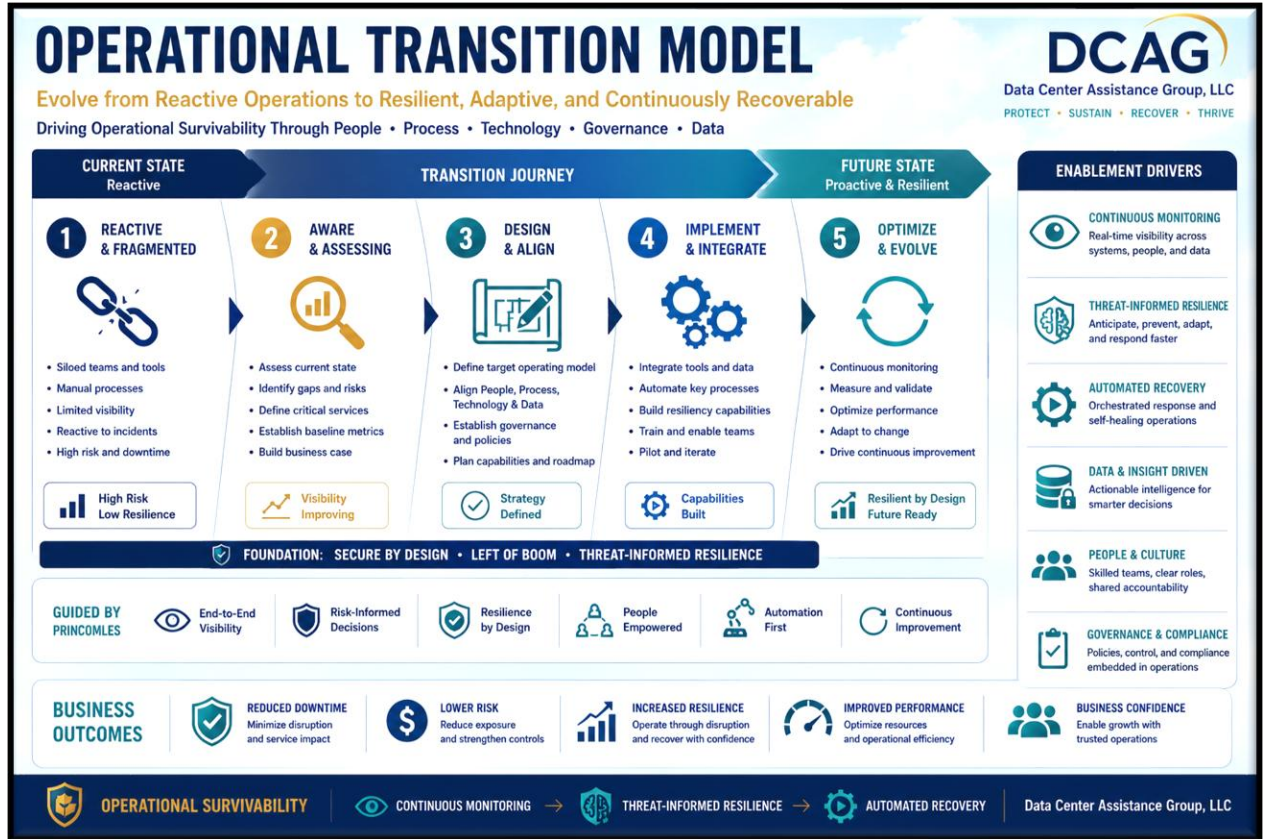 OPERATIONAL TRANSITION MODEL
Evolve from Reactive Operations to Resilient, Adaptive, and Continuously Recoverable
Driving Operational Survivability Through People • Process • Technology • Governance • Data
DCAG
Data Center Assistance Group, LLC
PROTECT • SUSTAIN • RECOVER • THRIVE
CURRENT STATE
Reactive
TRANSITION JOURNEY
FUTURE STATE
Proactive & Resilient
1
REACTIVE
& FRAGMENTED
• Siloed teams and tools
• Manual processes
• Limited visibility
• Reactive to incidents
• High risk and downtime
High Risk
Low Resilience
2
AWARE
& ASSESSING
• Assess current state
• Identify gaps and risks
• Define critical services
• Establish baseline metrics
• Build business case
Visibility
Improving
3
DESIGN
& ALIGN
• Define target operating model
• Align People, Process,
Technology & Data
• Establish governance
and policies
• Plan capabilities and roadmap
Strategy
Defined
4
IMPLEMENT
& INTEGRATE
• Integrate tools and data
• Automate key processes
• Build resiliency capabilities
• Train and enable teams
• Pilot and iterate
Capabilities
Built
5
OPTIMIZE
& EVOLVE
• Continuous monitoring
• Measure and validate
• Optimize performance
• Adapt to change
• Drive continuous improvement
Resilient by Design
Future Ready
FOUNDATION: SECURE BY DESIGN • LEFT OF BOOM • THREAT-INFORMED RESILIENCE
GUIDED BY
PRINCOMLES
End-to-End
Visibility
Risk-Informed
Decisions
Resilience
by Design
People
Empowered
Automation
First
Continuous
Improvement
ENABLEMENT DRIVERS
CONTINUOUS MONITORING
Real-time visibility across
systems, people, and data
THREAT-INFORMED RESILIENCE
Anticipate, prevent, adapt,
and respond faster
AUTOMATED RECOVERY
Orchestrated response and
self-healing operations
DATA & INSIGHT DRIVEN
Actionable intelligence for
smarter decisions
PEOPLE & CULTURE
Skilled teams, clear roles,
shared accountability
GOVERNANCE & COMPLIANCE
Policies, control, and compliance
embedded in operations
BUSINESS
OUTCOMES
REDUCED DOWNTIME
Minimize disruption
and service impact
$
LOWER RISK
Reduce exposure
and strengthen controls
INCREASED RESILIENCE
Operate through disruption
and recover with confidence
IMPROVED PERFORMANCE
Optimize resources
and operational efficiency
BUSINESS CONFIDENCE
Enable growth with
trusted operations
OPERATIONAL SURVIVABILITY
CONTINUOUS MONITORING → THREAT-INFORMED RESILIENCE → AUTOMATED RECOVERY
Data Center Assistance Group, LLC